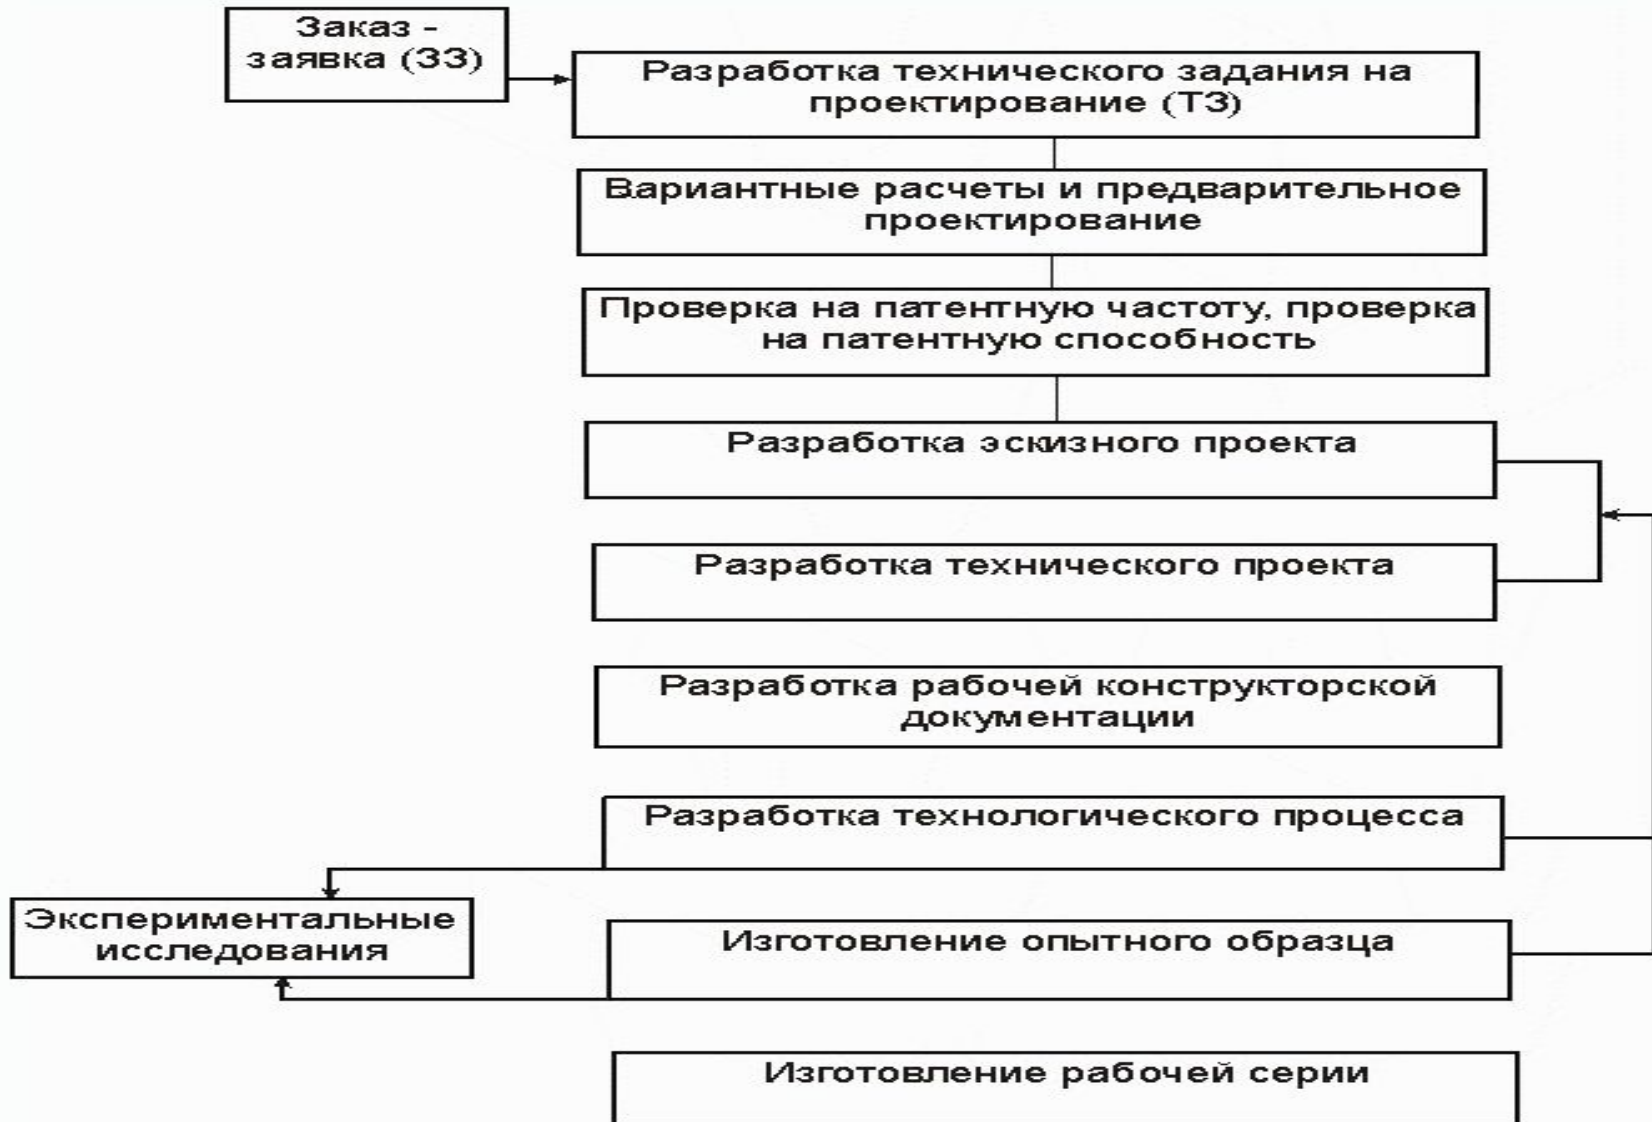 Заказ -
заявка (ЗЗ)
Разработка технического задания на
проектирование (ТЗ)
Вариантные расчеты и предварительное
проектирование
Проверка на патентную частоту, проверка
на патентную способность
Разработка эскизного проекта
Разработка технического проекта
Разработка рабочей конструкторской
документации
Разработка технологического процесса
Экспериментальные
исследования
Изготовление опытного образца
Изготовление рабочей серии